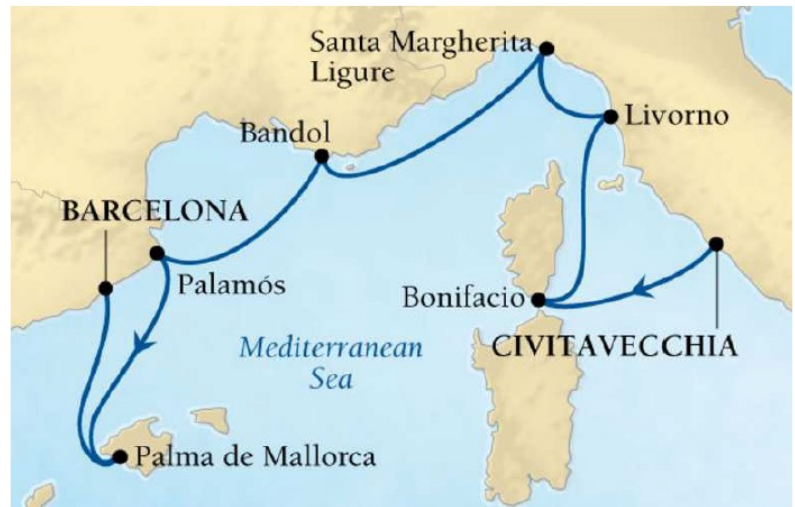 Santa Margherita
Ligure
Livorno
Bandol
BARCELONA
Palamós
Bonifacio
Mediterranean
Sea
CIVITAVECCHIA
Palma de Mallorca